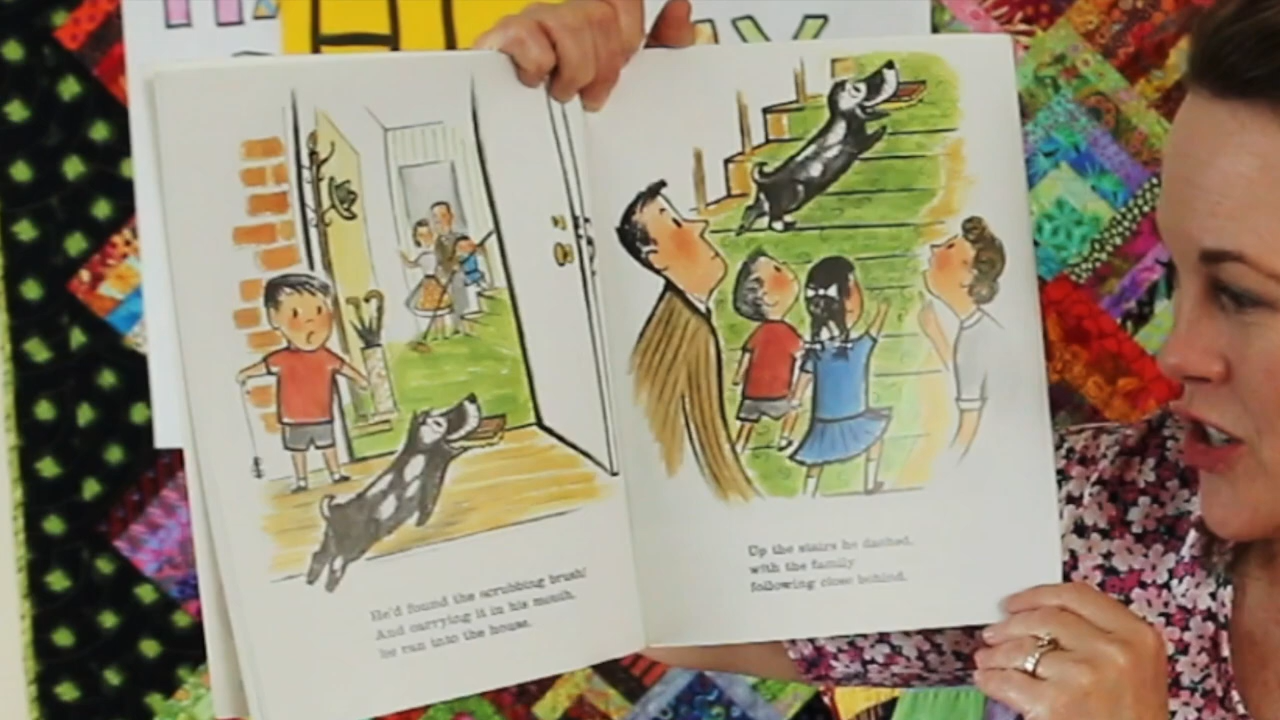 He'd found the scrubbing brush!
And carrying it in his mouth,
he ran into the house.
Up the stairs he dashed,
with the family
following close behind.